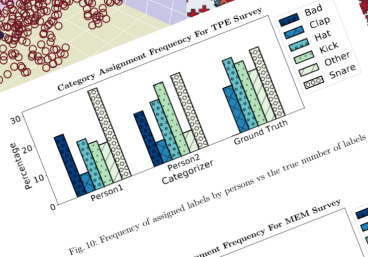 Category Assignment Frequency For TPE Survey
Bad
Clap
Hat
Kick
Other
Snare
30
20
10
0
Percentage
Person1
Person2
Ground Truth
Categorizer
Fig. 10: Frequency of assigned labels by persons vs the true number of labels
ment Frequency For MEM Survey